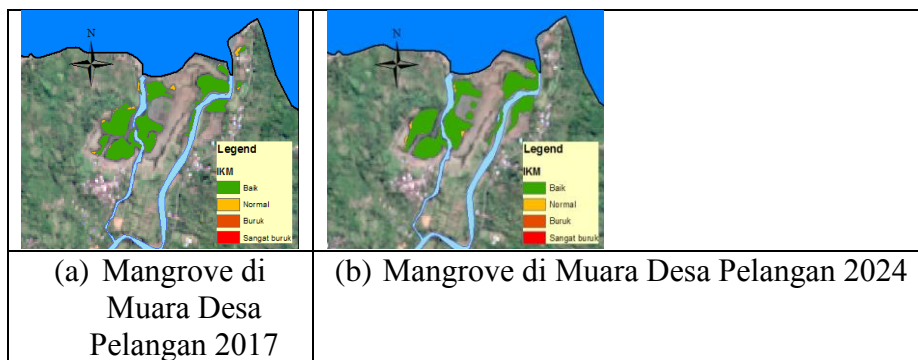 N
Legend
IKM
Baik
Normal
Buruk
Sangat buruk
N
Legend
IKM
Baik
Normal
Buruk
Sangat buruk
(a) Mangrove di
Muara Desa
Pelangan 2017
(b) Mangrove di Muara Desa Pelangan 2024